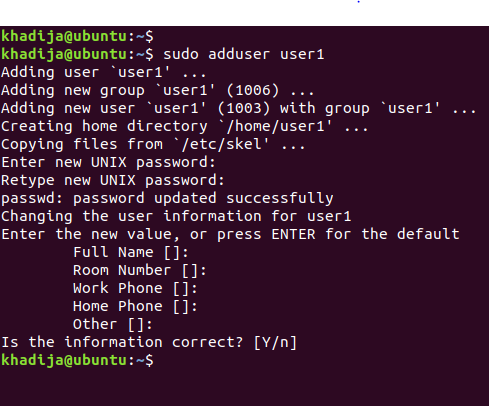 khadija@ubuntu:~$
khadija@ubuntu:~$ sudo adduser user1
Adding user `user1' ...
Adding new group `user1' (1006) ...
Adding new user `user1' (1003) with group `user1' ...
Creating home directory `/home/user1' ...
Copying files from `/etc/skel' ...
Enter new UNIX password:
Retype new UNIX password:
passwd: password updated successfully
Changing the user information for user1
Enter the new value, or press ENTER for the default
        Full Name []:
        Room Number []:
        Work Phone []:
        Home Phone []:
        Other []:
Is the information correct? [Y/n]
khadija@ubuntu:~$